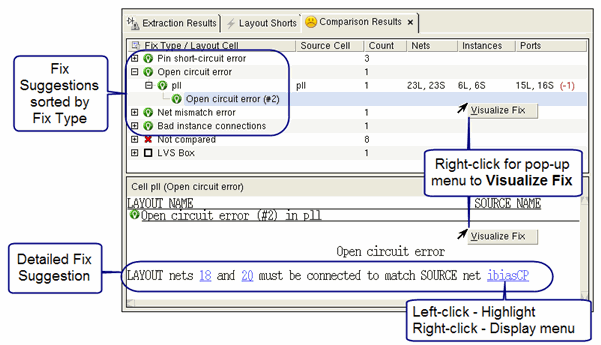 Extraction Results Layout Shorts Comparison Results ×
Fix Type / Layout Cell Source Cell Count Nets Instances Ports
Pin short-circuit error 3
Open circuit error 1
pll pll 1 23L, 23S 6L, 6S 15L, 16S (-1)
Open circuit error (#2)
Net mismatch error 1
Bad instance connections 1
Not compared 8
LVS Box 1
Visualize Fix
Fix
Suggestions
sorted by
Fix Type
Right-click for pop-up
menu to Visualize Fix
Cell pll (Open circuit error)
LAYOUT NAME SOURCE NAME
Open circuit error (#2) in pll
Visualize Fix
Open circuit error
Detailed Fix
Suggestion
LAYOUT nets 18 and 20 must be connected to match SOURCE net ibiasCP
Left-click - Highlight
Right-click - Display menu